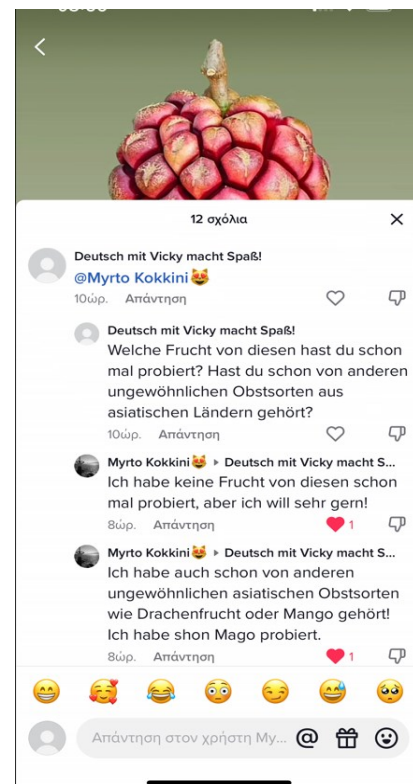 12 σχόλια
Deutsch mit Vicky macht Spaß!
@Myrto Kokkini😻
10ώρ. Απάντηση
Deutsch mit Vicky macht Spaß!
Welche Frucht von diesen hast du schon
mal probiert? Hast du schon von anderen
ungewöhnlichen Obstsorten aus
asiatischen Ländern gehört?
10ώρ. Απάντηση
Myrto Kokkini😻 ▸ Deutsch mit Vicky macht S...
Ich habe keine Frucht von diesen schon
mal probiert, aber ich will sehr gern!
8ώρ. Απάντηση 1
Myrto Kokkini😻 ▸ Deutsch mit Vicky macht S...
Ich habe auch schon von anderen
ungewöhnlichen asiatischen Obstsorten
wie Drachenfrucht oder Mango gehört!
Ich habe shon Mago probiert.
8ώρ. Απάντηση 1
Απάντηση στον χρήστη My... @